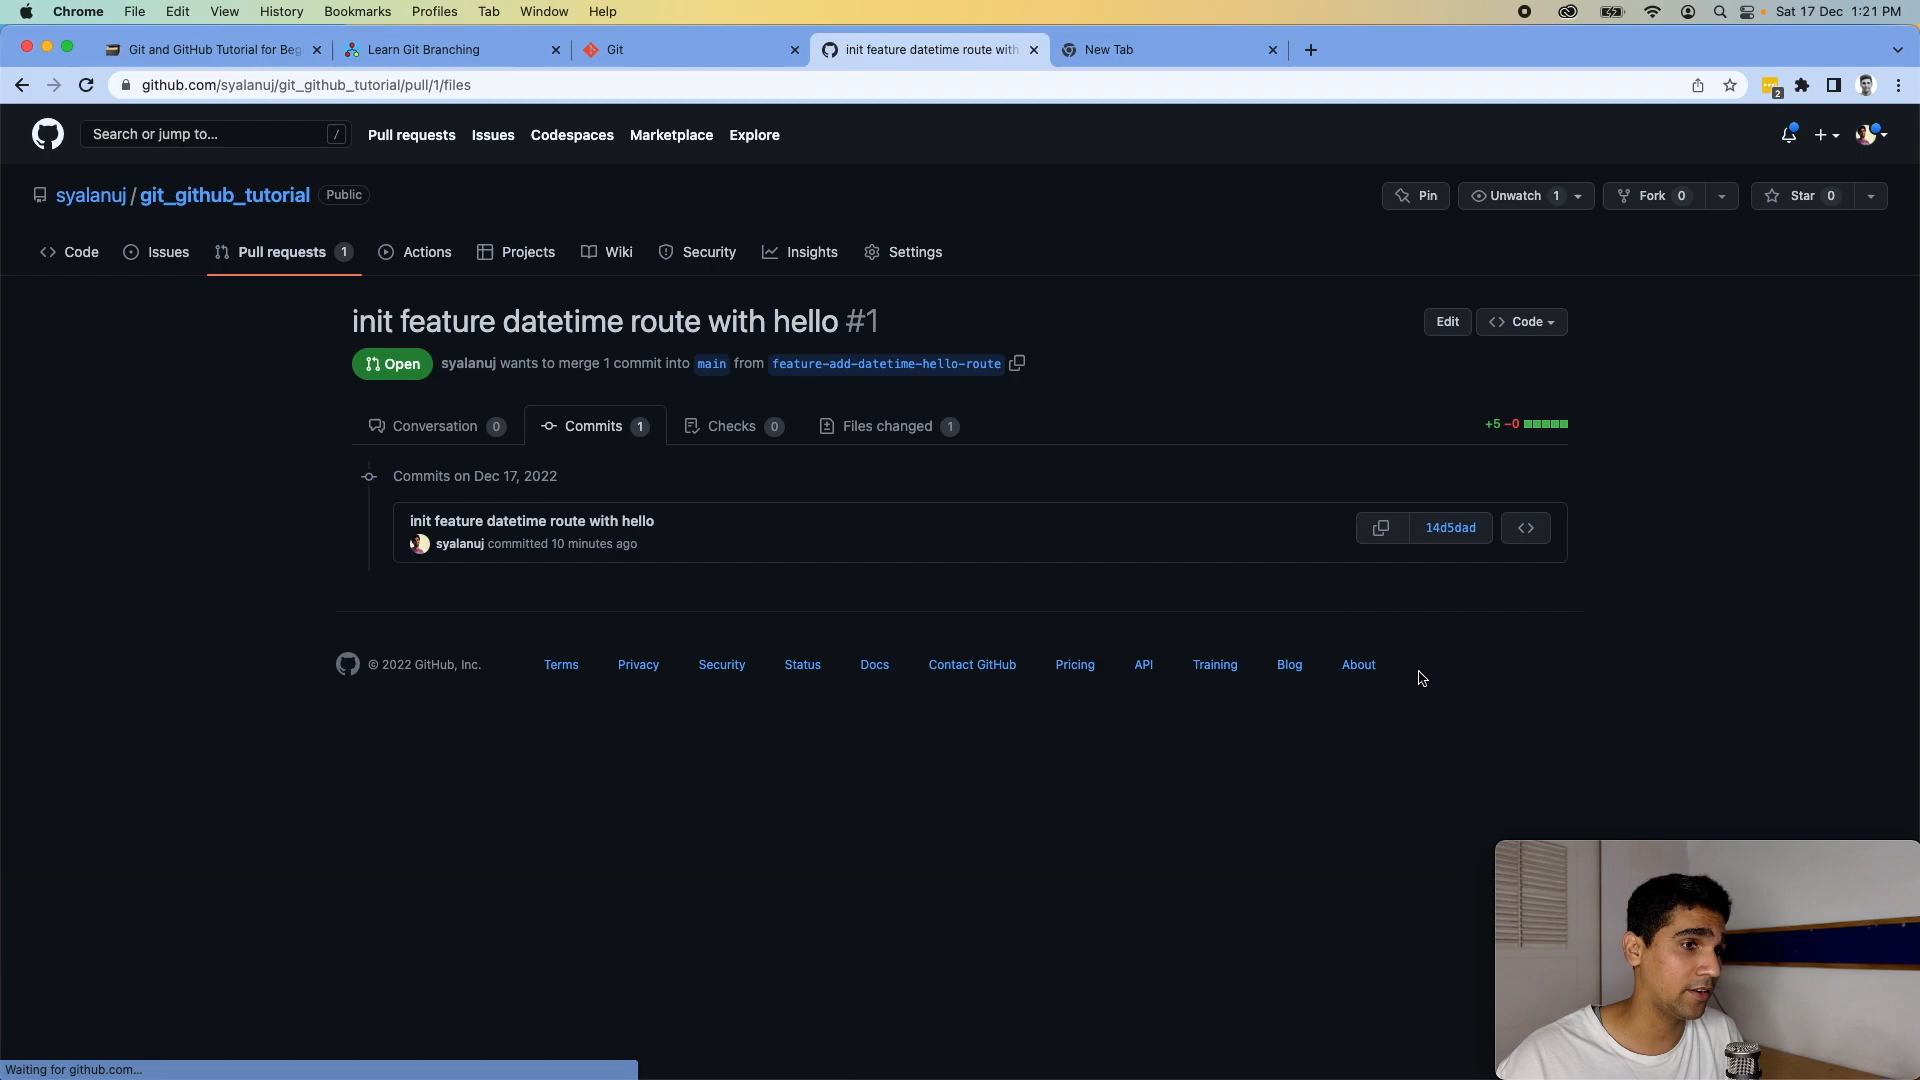 Chrome File Edit View History Bookmarks Profiles Tab Window Help Sat 17 Dec 1:21 PM
Git and GitHub Tutorial for Beg Learn Git Branching Git init feature datetime route with New Tab
github.com/syalanuj/git_github_tutorial/pull/1/files 2
Search or jump to... / Pull requests Issues Codespaces Marketplace Explore
syalanuj / git_github_tutorial Public Pin Unwatch 1 Fork 0 Star 0
Code Issues Pull requests 1 Actions Projects Wiki Security Insights Settings
init feature datetime route with hello #1 Edit Code
Open syalanuj wants to merge 1 commit into main from feature-add-datetime-hello-route
Conversation 0 Commits 1 Checks 0 Files changed 1 +5 −0
Commits on Dec 17, 2022
init feature datetime route with hello 14d5dad
syalanuj committed 10 minutes ago
© 2022 GitHub, Inc. Terms Privacy Security Status Docs Contact GitHub Pricing API Training Blog About
Waiting for github.com...